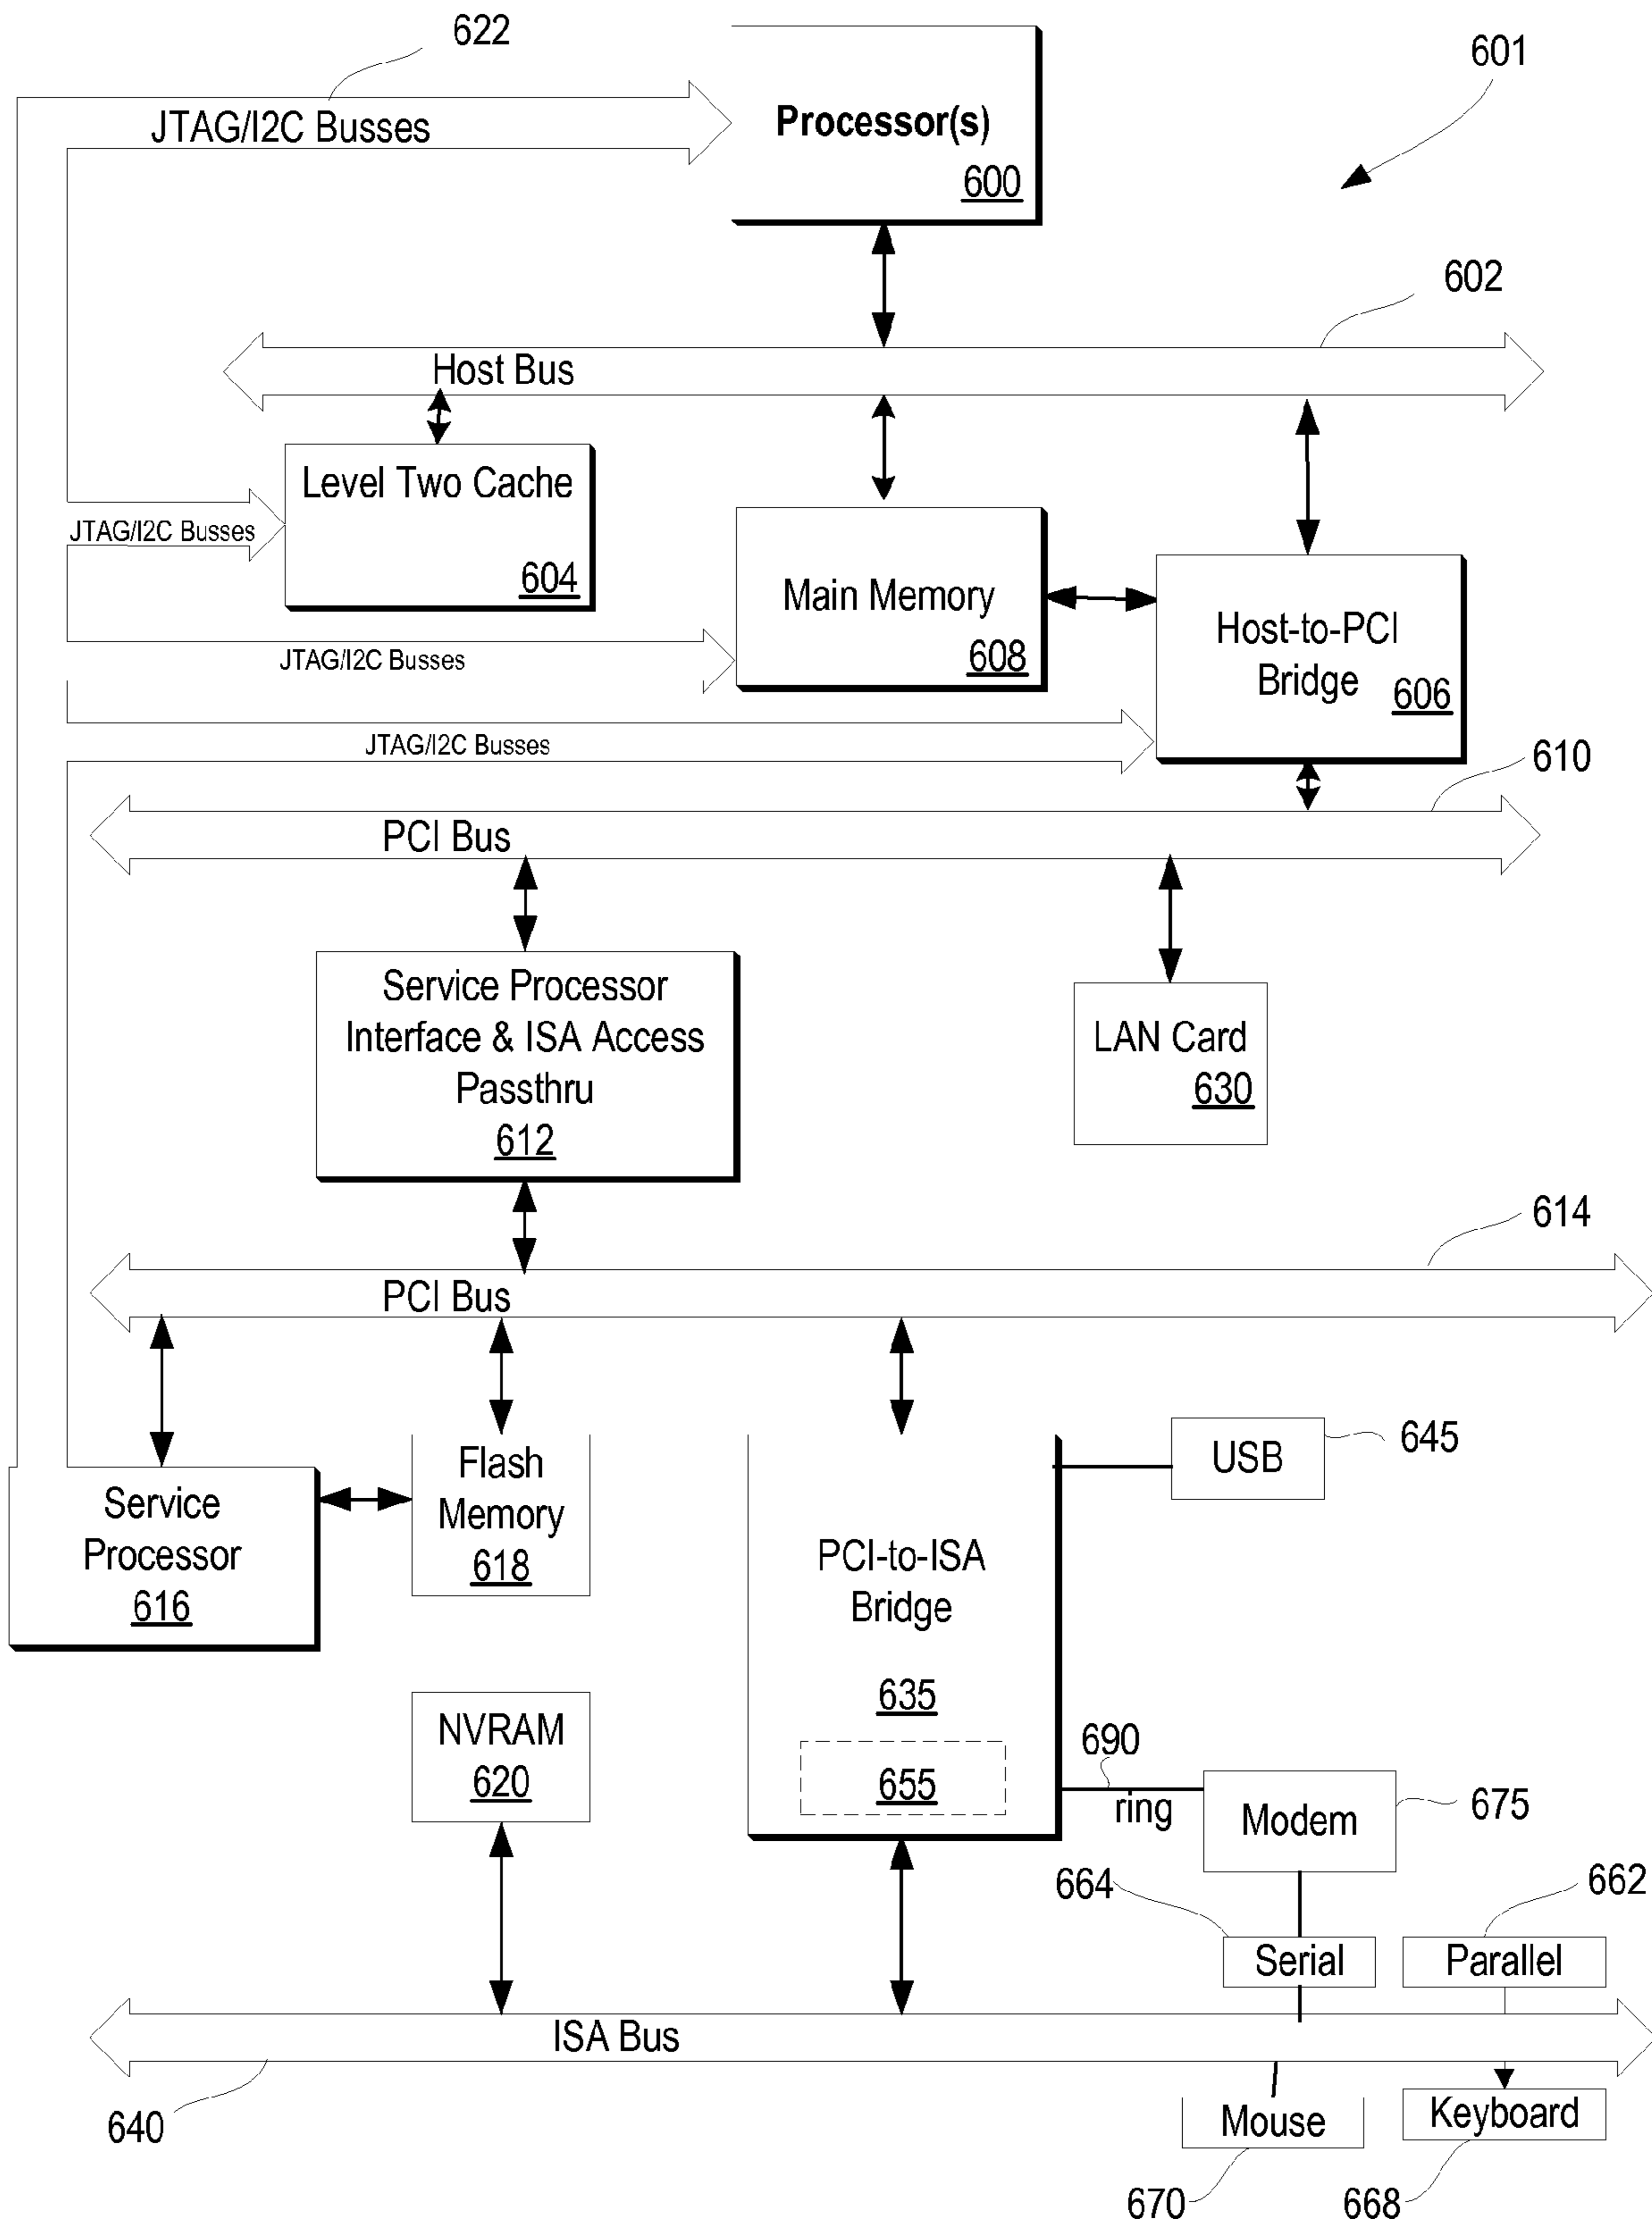 622
601
JTAG/I2C Busses
Processor(s)
600
602
Host Bus
Level Two Cache
604
JTAG/I2C Busses
Main Memory
608
Host-to-PCI
Bridge
606
JTAG/I2C Busses
JTAG/I2C Busses
610
PCI Bus
Service Processor
Interface & ISA Access
Passthru
612
LAN Card
630
614
PCI Bus
Service
Processor
616
Flash
Memory
618
USB
645
PCI-to-ISA
Bridge
635
655
NVRAM
620
690
ring
Modem
675
664
662
Serial
Parallel
ISA Bus
640
Mouse
Keyboard
670
668